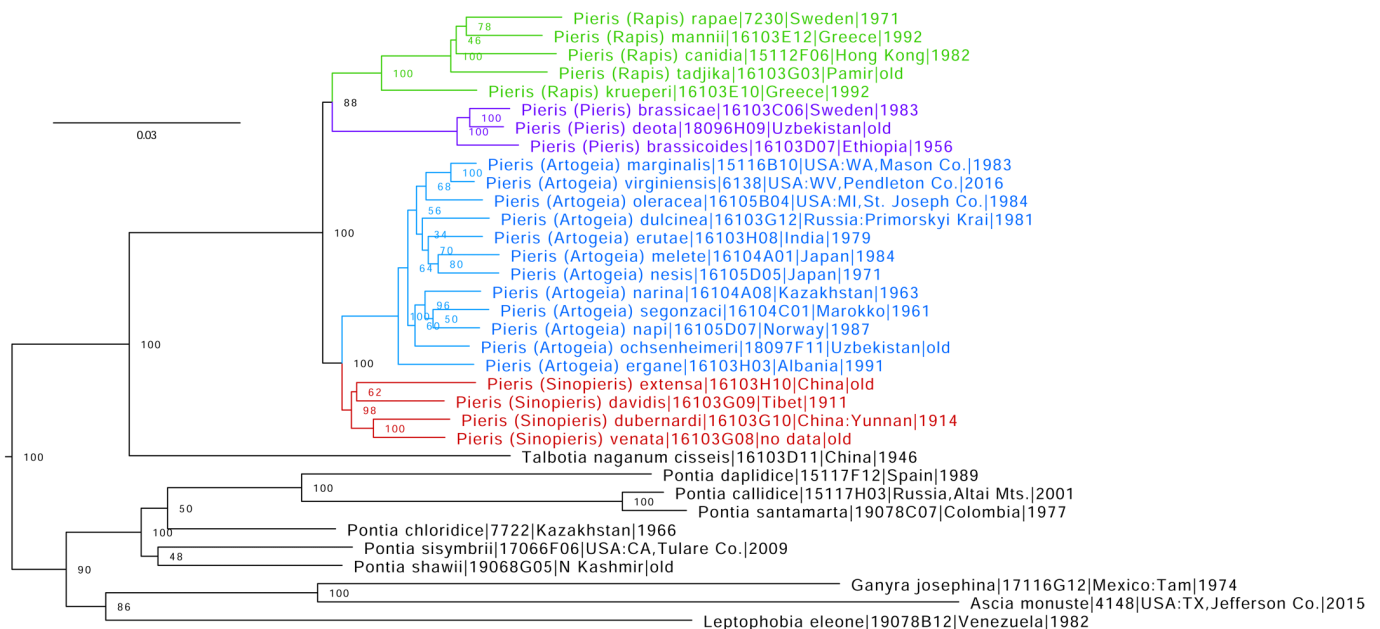 Pieris (Rapis) rapae|7230|Sweden|1971
78
Pieris (Rapis) mannii|16103E12|Greece|1992
46
Pieris (Rapis) canidia|15112F06|Hong Kong|1982
100
Pieris (Rapis) tadjika|16103G03|Pamir|old
100
Pieris (Rapis) krueperi|16103E10|Greece|1992
88
Pieris (Pieris) brassicae|16103C06|Sweden|1983
100
0.03
Pieris (Pieris) deota|18096H09|Uzbekistan|old
100
Pieris (Pieris) brassicoides|16103D07|Ethiopia|1956
Pieris (Artogeia) marginalis|15116B10|USA:WA,Mason Co.|1983
100
Pieris (Artogeia) virginiensis|6138|USA:WV,Pendleton Co.|2016
68
Pieris (Artogeia) oleracea|16105B04|USA:MI,St. Joseph Co.|1984
56
Pieris (Artogeia) dulcinea|16103G12|Russia:Primorskyi Krai|1981
100
34
Pieris (Artogeia) erutae|16103H08|India|1979
70
Pieris (Artogeia) melete|16104A01|Japan|1984
64
80
Pieris (Artogeia) nesis|16105D05|Japan|1971
Pieris (Artogeia) narina|16104A08|Kazakhstan|1963
96
Pieris (Artogeia) segonzaci|16104C01|Marokko|1961
100
50
60
Pieris (Artogeia) napi|16105D07|Norway|1987
Pieris (Artogeia) ochsenheimeri|18097F11|Uzbekistan|old
100
Pieris (Artogeia) ergane|16103H03|Albania|1991
Pieris (Sinopieris) extensa|16103H10|China|old
62
Pieris (Sinopieris) davidis|16103G09|Tibet|1911
98
Pieris (Sinopieris) dubernardi|16103G10|China:Yunnan|1914
100
Pieris (Sinopieris) venata|16103G08|no data|old
100
Talbotia naganum cisseis|16103D11|China|1946
100
Pontia daplidice|15117F12|Spain|1989
100
Pontia callidice|15117H03|Russia,Altai Mts.|2001
100
Pontia santamarta|19078C07|Colombia|1977
50
Pontia chloridice|7722|Kazakhstan|1966
100
Pontia sisymbrii|17066F06|USA:CA,Tulare Co.|2009
48
Pontia shawii|19068G05|N Kashmir|old
90
Ganyra josephina|17116G12|Mexico:Tam|1974
100
Ascia monuste|4148|USA:TX,Jefferson Co.|2015
86
Leptophobia eleone|19078B12|Venezuela|1982